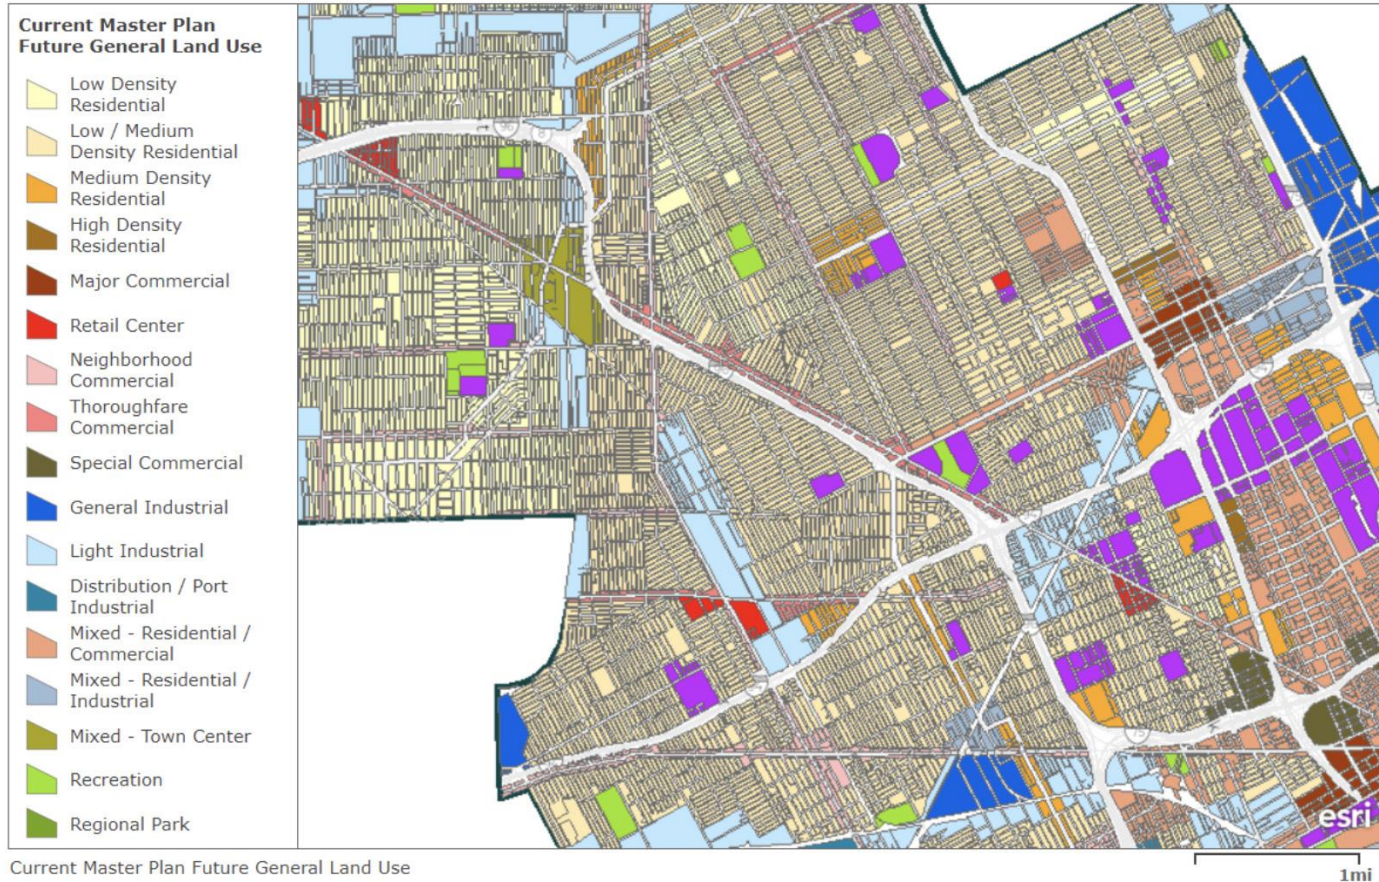 Current Master Plan
Future General Land Use
Low Density
Residential
Low / Medium
Density Residential
Medium Density
Residential
High Density
Residential
Major Commercial
Retail Center
Neighborhood
Commercial
Thoroughfare
Commercial
Special Commercial
General Industrial
Light Industrial
Distribution / Port
Industrial
Mixed - Residential /
Commercial
Mixed - Residential /
Industrial
Mixed - Town Center
Recreation
Regional Park
96
8
75
esri
Current Master Plan Future General Land Use
1mi